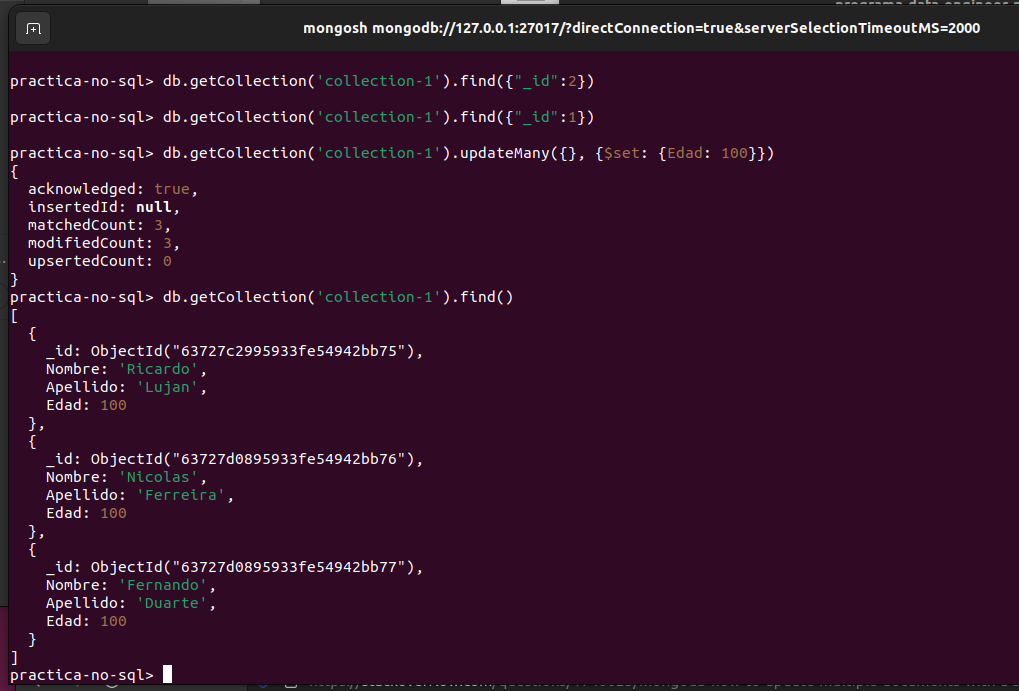 mongosh mongodb://127.0.0.1:27017/?directConnection=true&serverSelectionTimeoutMS=2000
practica-no-sql> db.getCollection('collection-1').find({"_id":2})
practica-no-sql> db.getCollection('collection-1').find({"_id":1})
practica-no-sql> db.getCollection('collection-1').updateMany({}, {$set: {Edad: 100}})
{
  acknowledged: true,
  insertedId: null,
  matchedCount: 3,
  modifiedCount: 3,
  upsertedCount: 0
}
practica-no-sql> db.getCollection('collection-1').find()
[
  {
    _id: ObjectId("63727c2995933fe54942bb75"),
    Nombre: 'Ricardo',
    Apellido: 'Lujan',
    Edad: 100
  },
  {
    _id: ObjectId("63727d0895933fe54942bb76"),
    Nombre: 'Nicolas',
    Apellido: 'Ferreira',
    Edad: 100
  },
  {
    _id: ObjectId("63727d0895933fe54942bb77"),
    Nombre: 'Fernando',
    Apellido: 'Duarte',
    Edad: 100
  }
]
practica-no-sql>